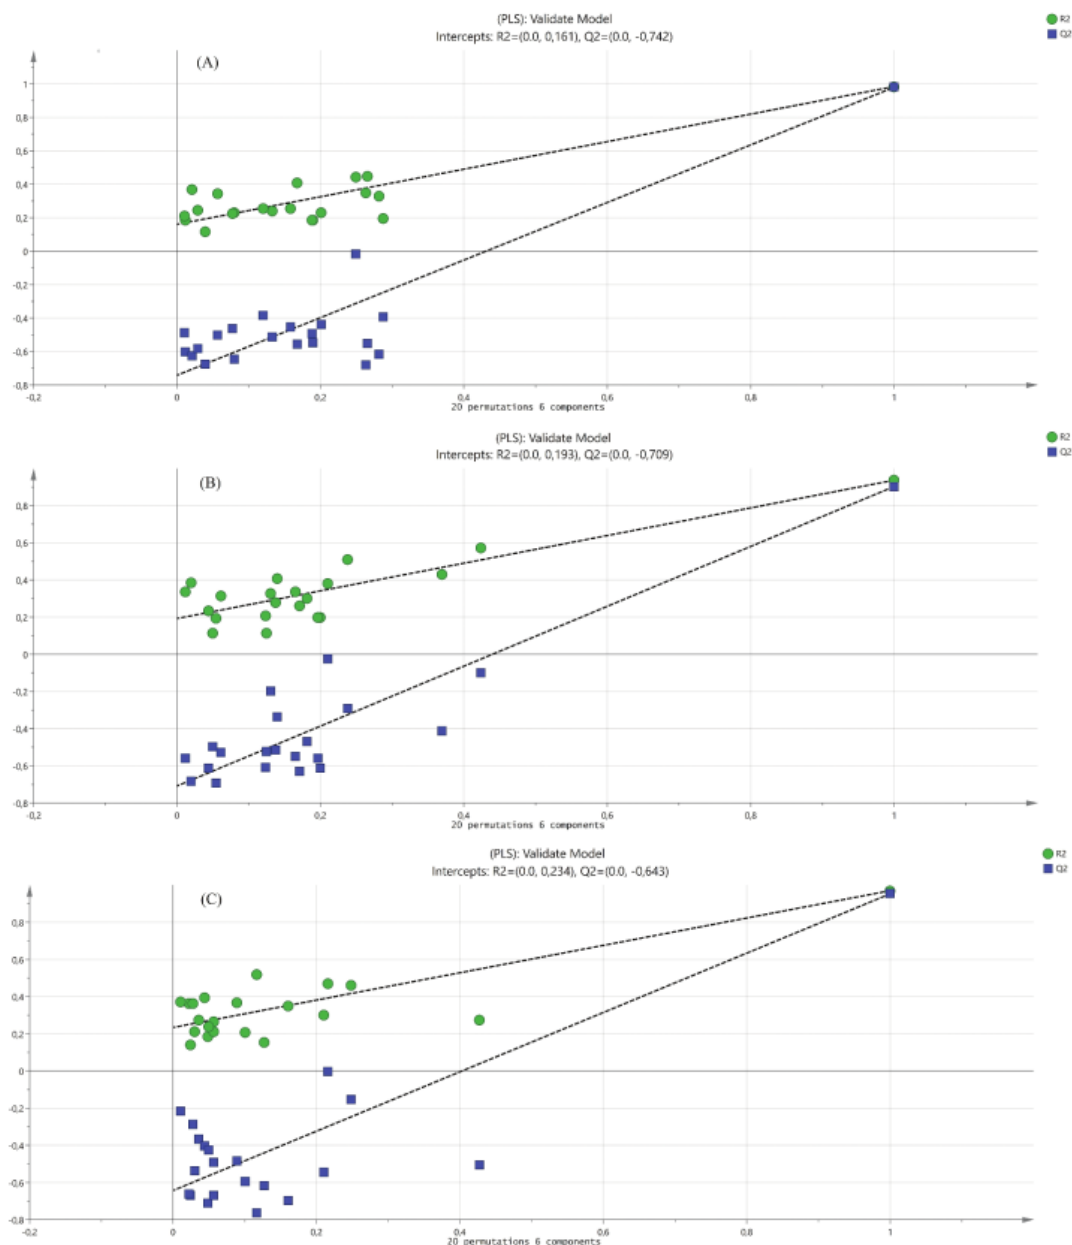 (PLS): Validate Model
Intercepts: R2=(0.0, 0,161), Q2=(0.0, -0,742)
R2
Q2
(A)
1
0,8
0,6
0,4
0,2
0
-0,2
-0,4
-0,6
-0,8
-0,2 0 0,2 0,4 0,6 0,8 1
20 permutations 6 components
(PLS): Validate Model
Intercepts: R2=(0.0, 0,193), Q2=(0.0, -0,709)
R2
Q2
(B)
0,8
0,6
0,4
0,2
0
-0,2
-0,4
-0,6
-0,8
-0,2 0 0,2 0,4 0,6 0,8 1
20 permutations 6 components
(PLS): Validate Model
Intercepts: R2=(0.0, 0,234), Q2=(0.0, -0,643)
R2
Q2
(C)
0,8
0,6
0,4
0,2
0
-0,2
-0,4
-0,6
-0,8
-0,2 0 0,2 0,4 0,6 0,8 1
20 permutations 6 components